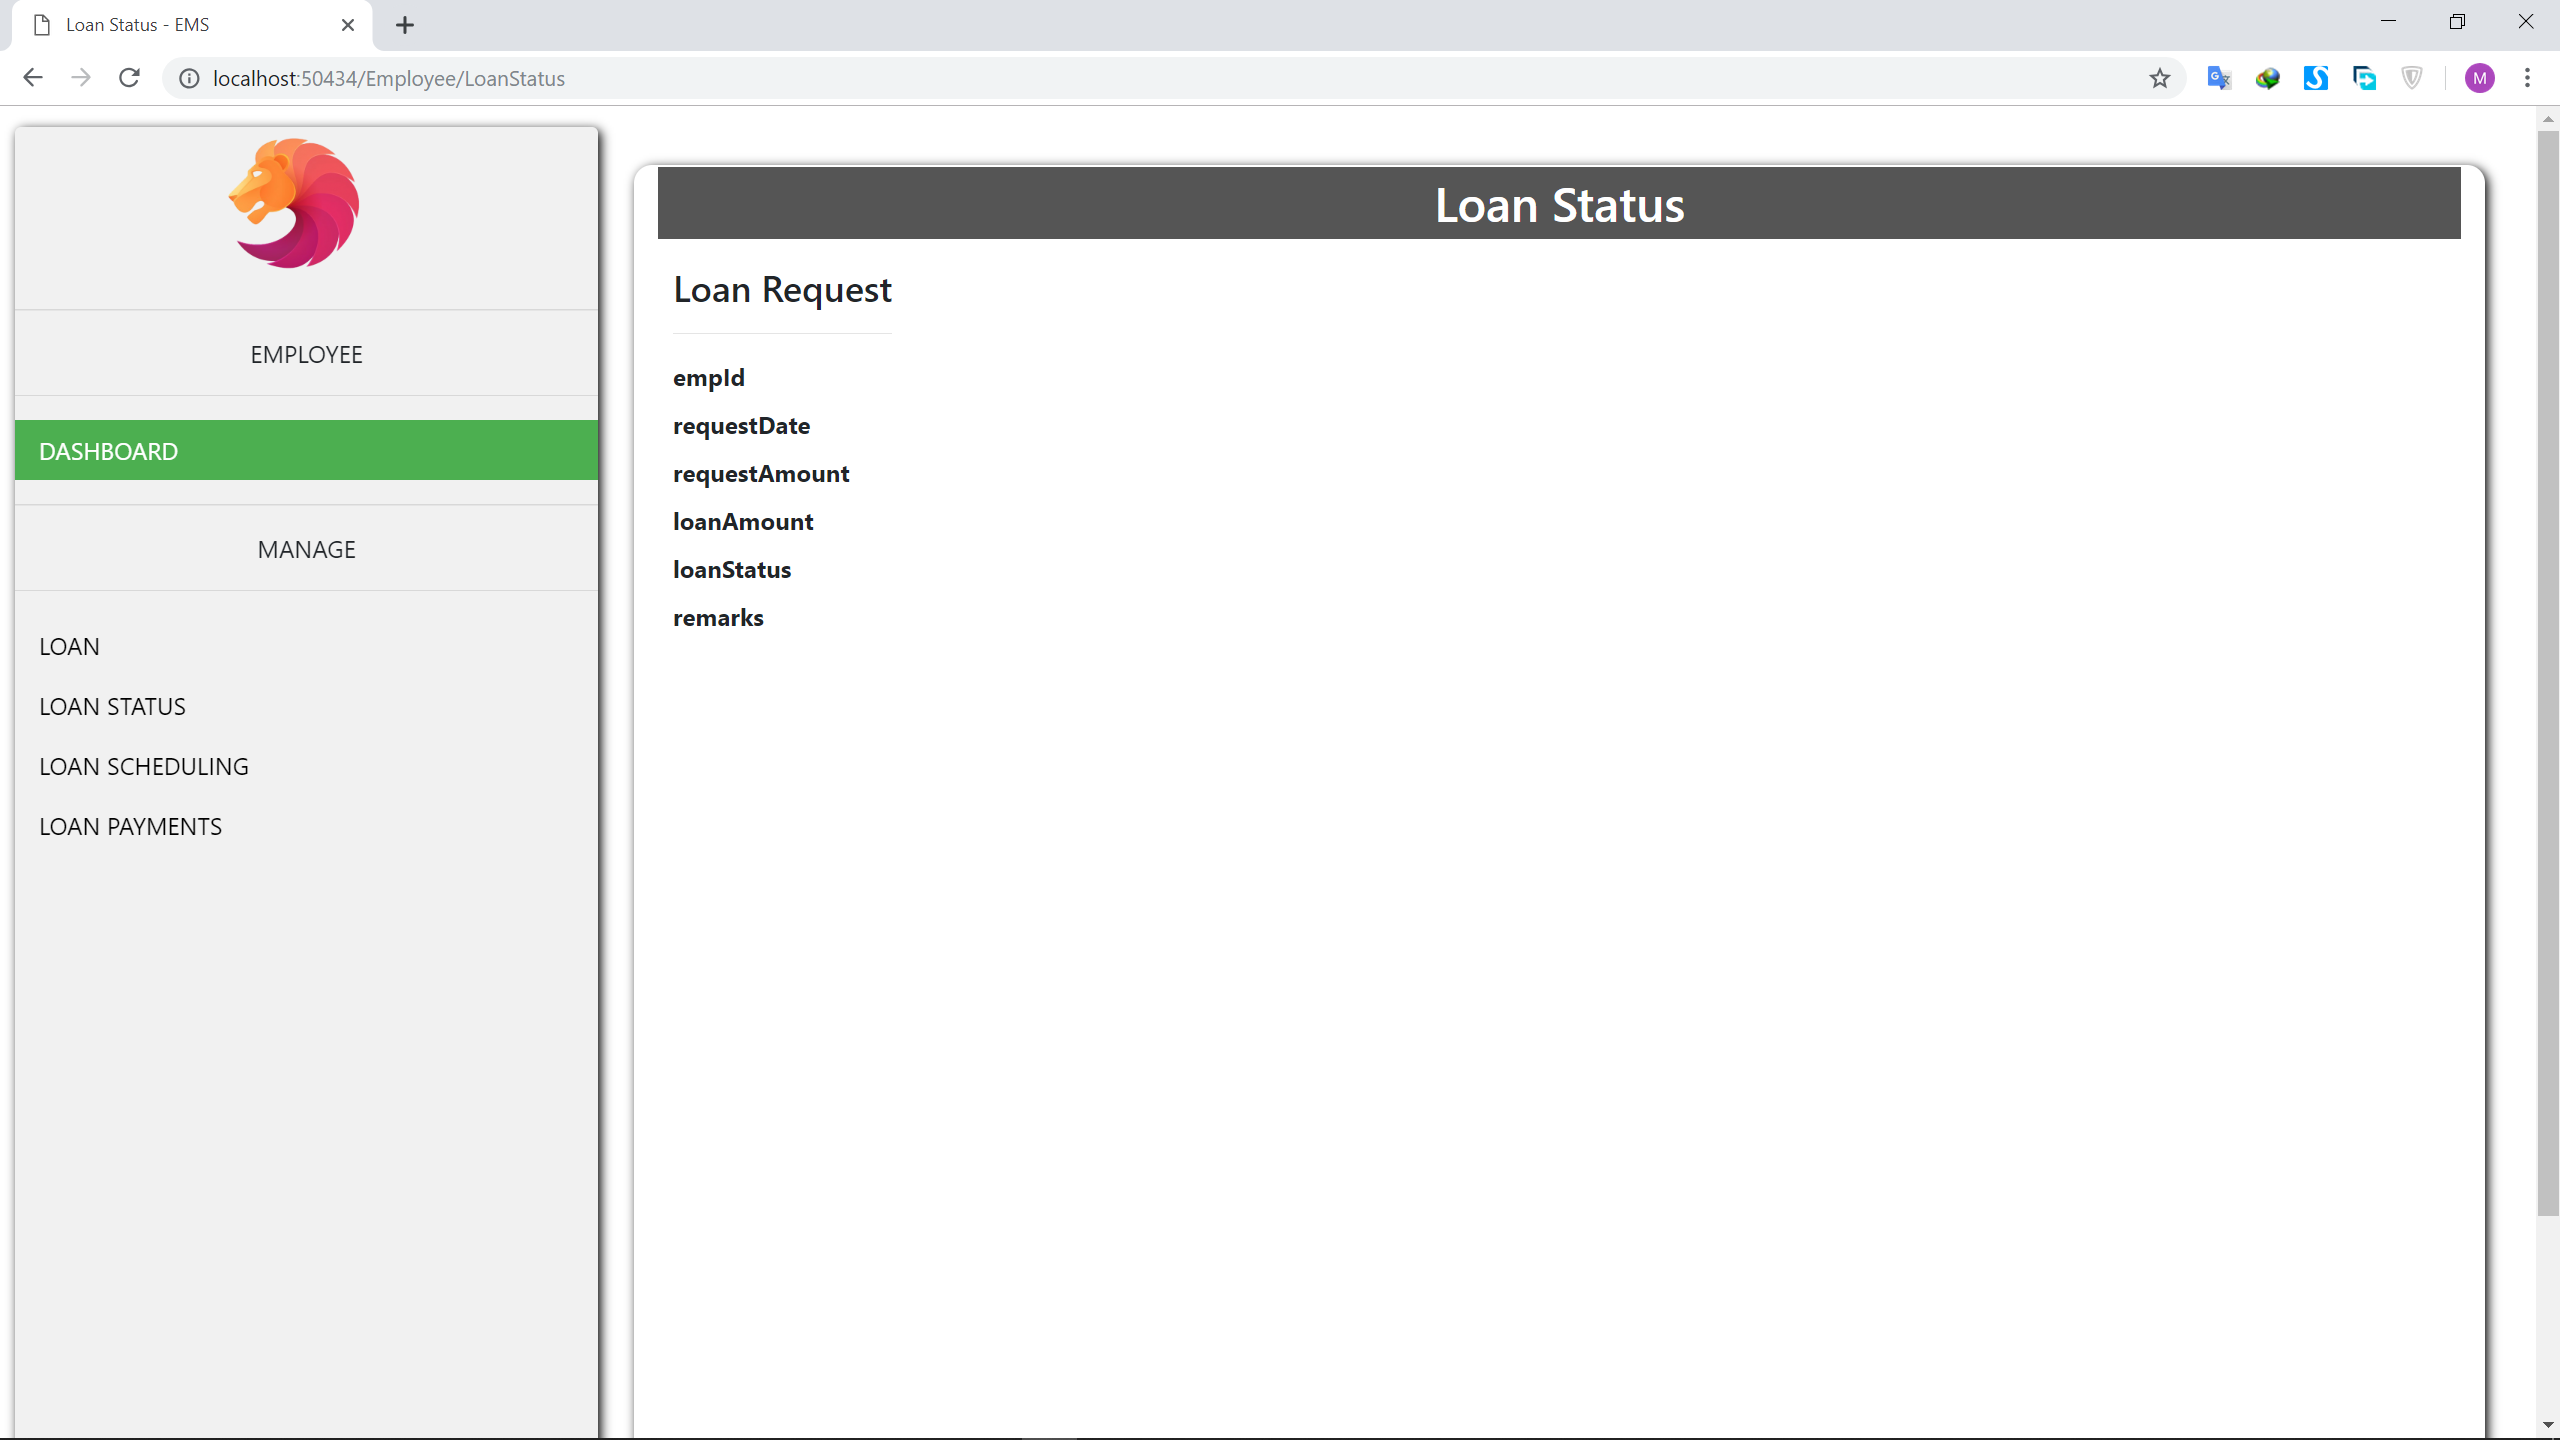 Loan Status - EMS
localhost:50434/Employee/LoanStatus
M
EMPLOYEE
DASHBOARD
MANAGE
LOAN
LOAN STATUS
LOAN SCHEDULING
LOAN PAYMENTS
Loan Status
Loan Request
empId
requestDate
requestAmount
loanAmount
loanStatus
remarks